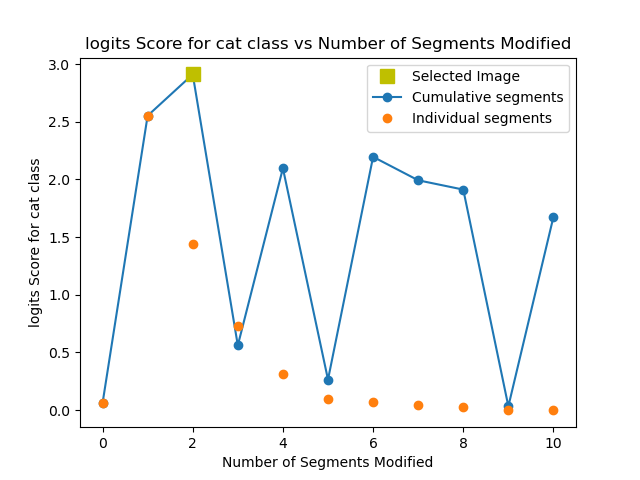 logits Score for cat class vs Number of Segments Modified
3.0
2.5
2.0
1.5
1.0
0.5
0.0
logits Score for cat class
Selected Image
Cumulative segments
Individual segments
0 2 4 6 8 10
Number of Segments Modified